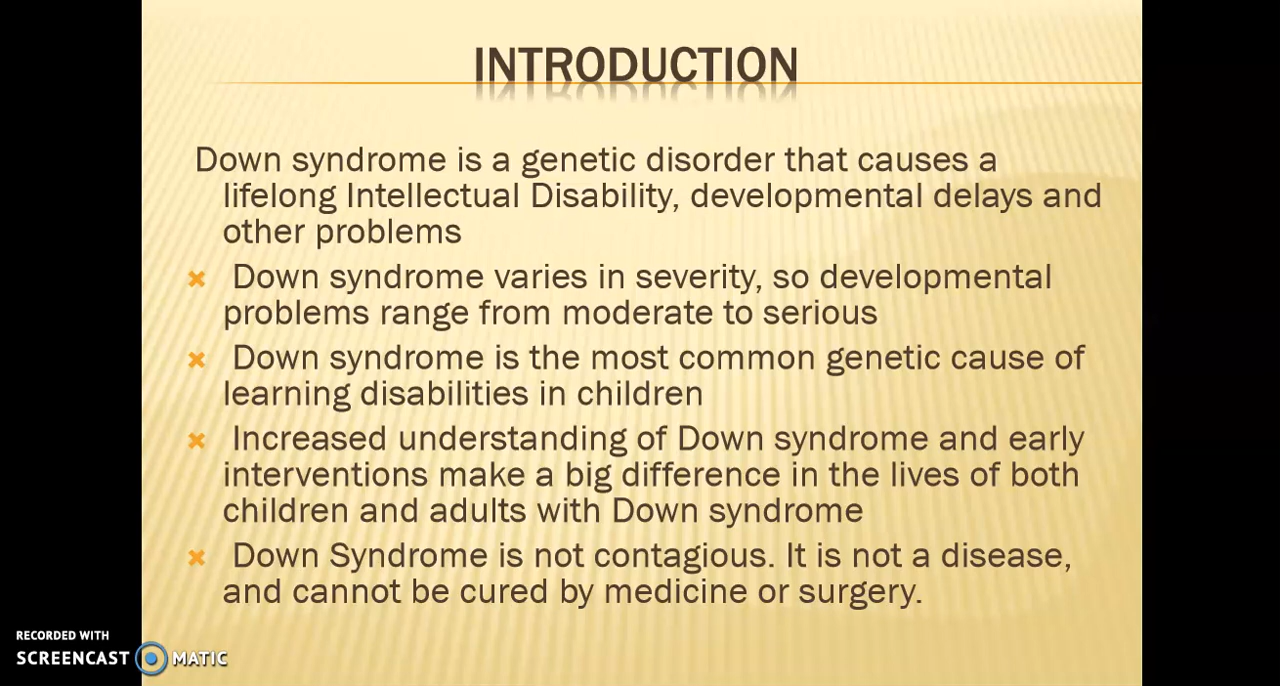 INTRODUCTION
Down syndrome is a genetic disorder that causes a
lifelong Intellectual Disability, developmental delays and
other problems
Down syndrome varies in severity, so developmental
problems range from moderate to serious
Down syndrome is the most common genetic cause of
learning disabilities in children
Increased understanding of Down syndrome and early
interventions make a big difference in the lives of both
children and adults with Down syndrome
Down Syndrome is not contagious. It is not a disease,
and cannot be cured by medicine or surgery.
RECORDED WITH
SCREENCAST MATIC